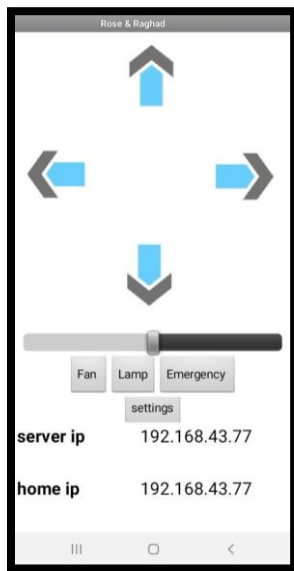 Rose & Raghad
Fan Lamp Emergency
settings
server ip 192.168.43.77
home ip 192.168.43.77